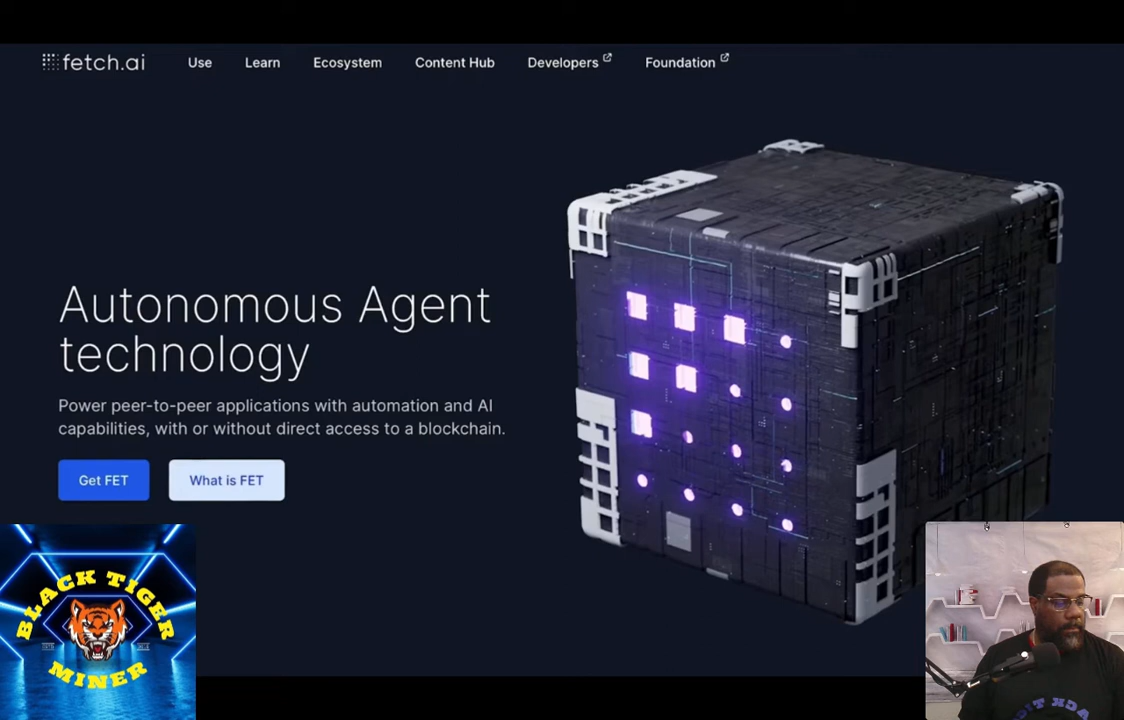 fetch.ai
Use
Learn
Ecosystem
Content Hub
Developers
Foundation
Autonomous Agent
technology
Power peer-to-peer applications with automation and AI
capabilities, with or without direct access to a blockchain.
Get FET
What is FET
BLACK TIGER
MINER